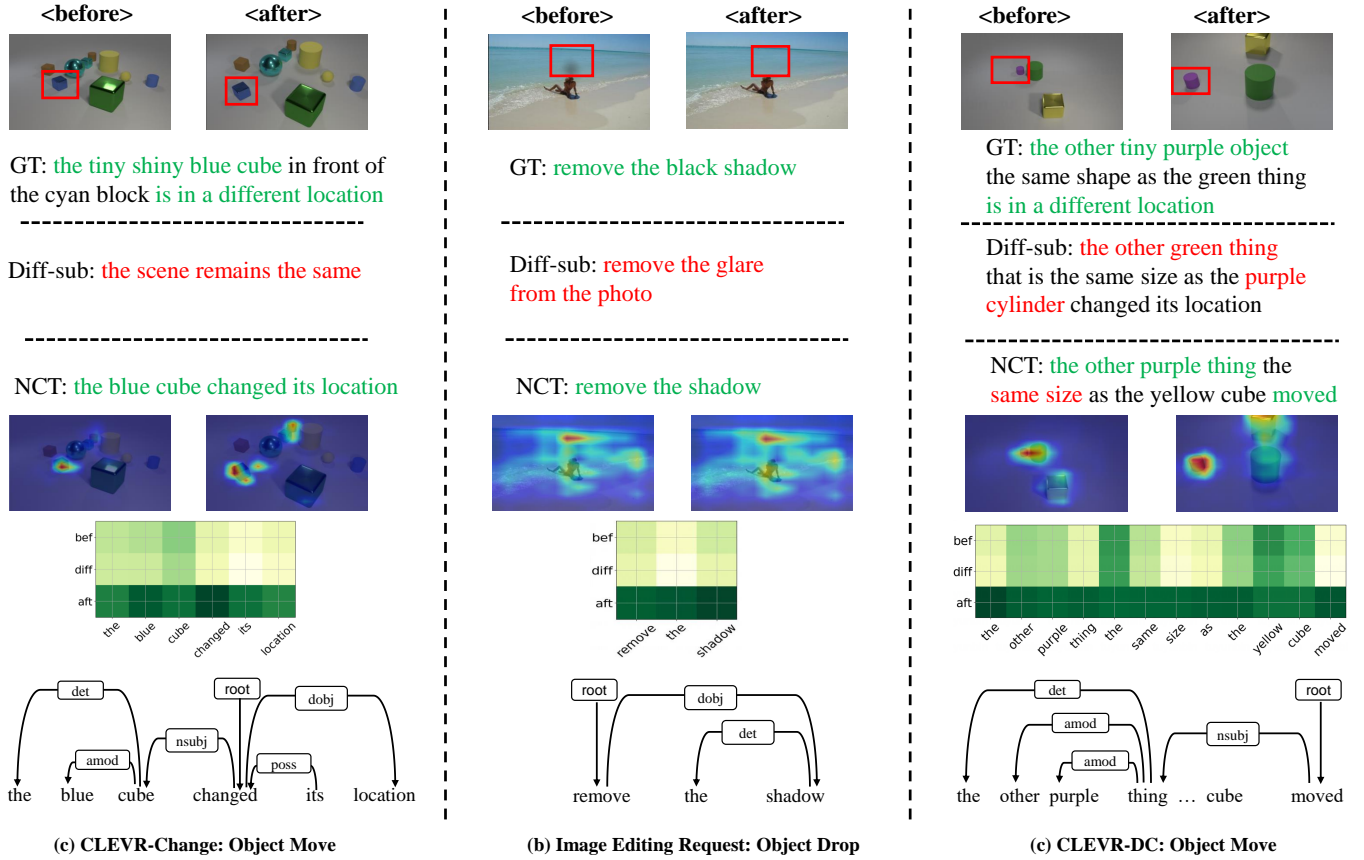 <before>
<after>
GT: the tiny shiny blue cube in front of
the cyan block is in a different location
Diff-sub: the scene remains the same
NCT: the blue cube changed its location
bef
diff
aft
the blue cube changed its location
det
root
dobj
nsubj
amod
poss
the blue cube changed its location
(c) CLEVR-Change: Object Move
<before>
<after>
GT: remove the black shadow
Diff-sub: remove the glare
from the photo
NCT: remove the shadow
bef
diff
aft
remove the shadow
root
dobj
det
remove the shadow
(b) Image Editing Request: Object Drop
<before>
<after>
GT: the other tiny purple object
the same shape as the green thing
is in a different location
Diff-sub: the other green thing
that is the same size as the purple
cylinder changed its location
NCT: the other purple thing the
same size as the yellow cube moved
bef
diff
aft
the other purple thing the same size as the yellow cube moved
det
root
amod
nsubj
amod
the other purple thing ... cube moved
(c) CLEVR-DC: Object Move